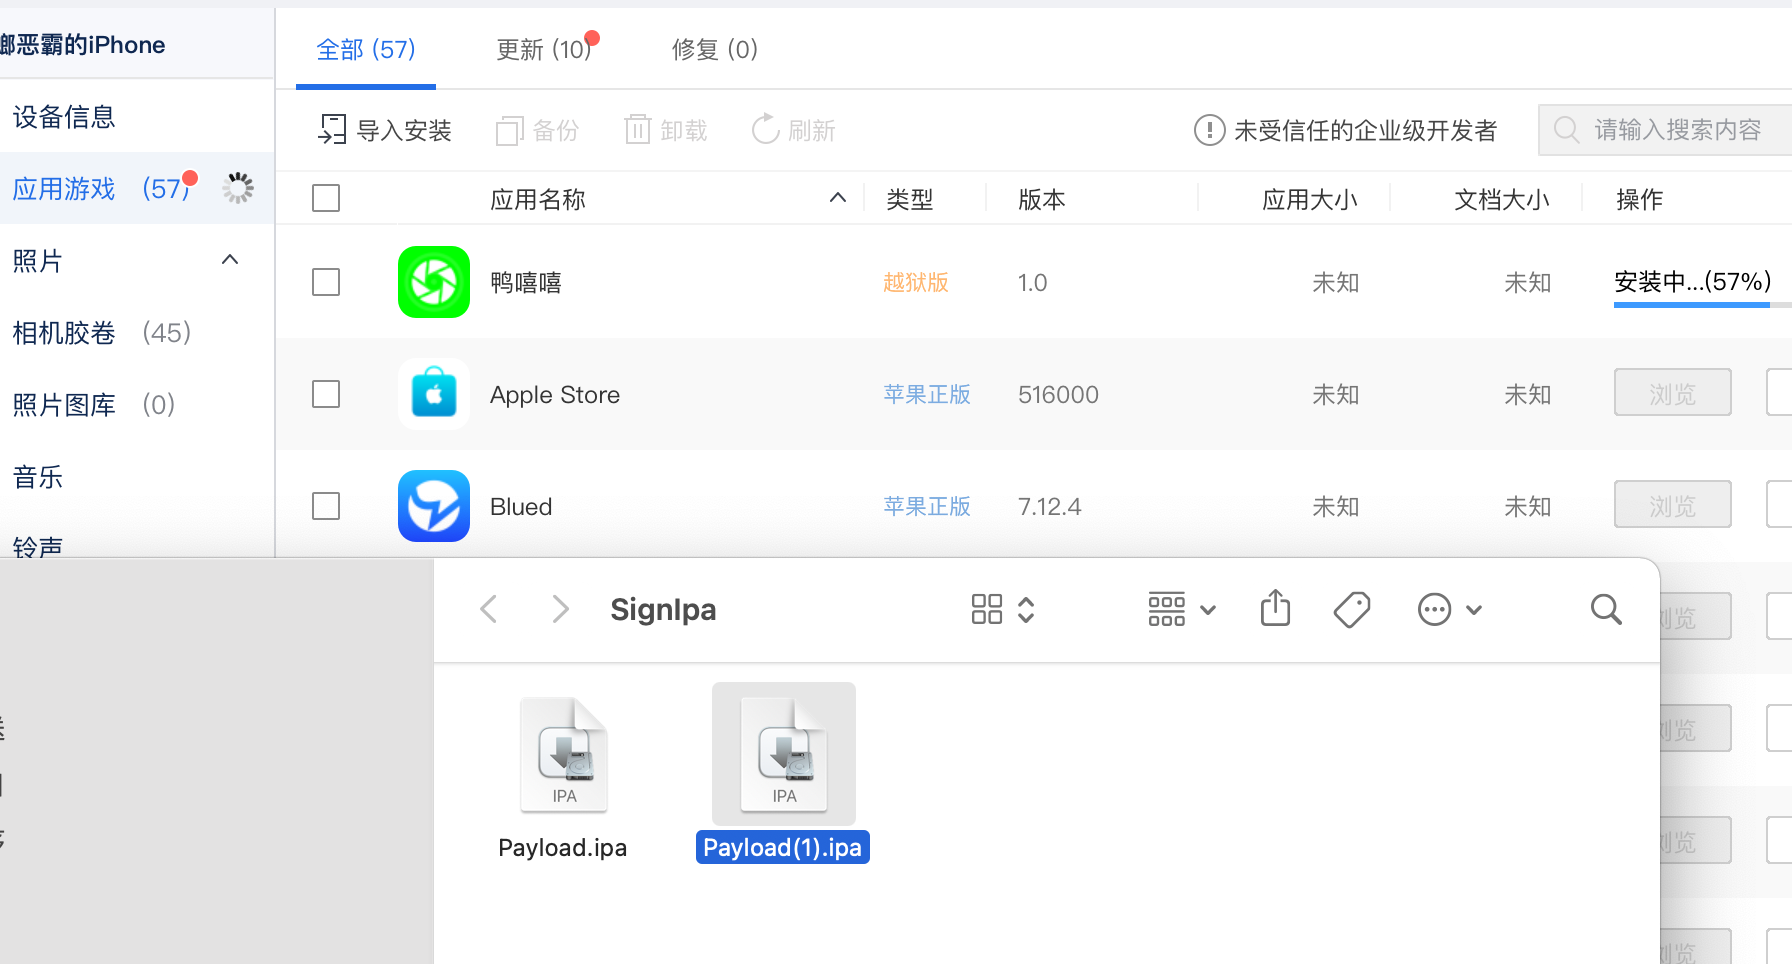 螂恶霸的iPhone
全部 (57)
更新 (10)
修复 (0)
设备信息
导入安装
备份
卸载
刷新
未受信任的企业级开发者
请输入搜索内容
应用游戏 (57)
应用名称
类型
版本
应用大小
文档大小
操作
照片
鸭嘻嘻
越狱版
1.0
未知
未知
安装中...(57%)
相机胶卷 (45)
Apple Store
苹果正版
516000
未知
未知
浏览
照片图库 (0)
音乐
Blued
苹果正版
7.12.4
未知
未知
浏览
铃声
SignIpa
浏览
浏览
浏览
浏览
IPA
IPA
Payload.ipa
Payload(1).ipa